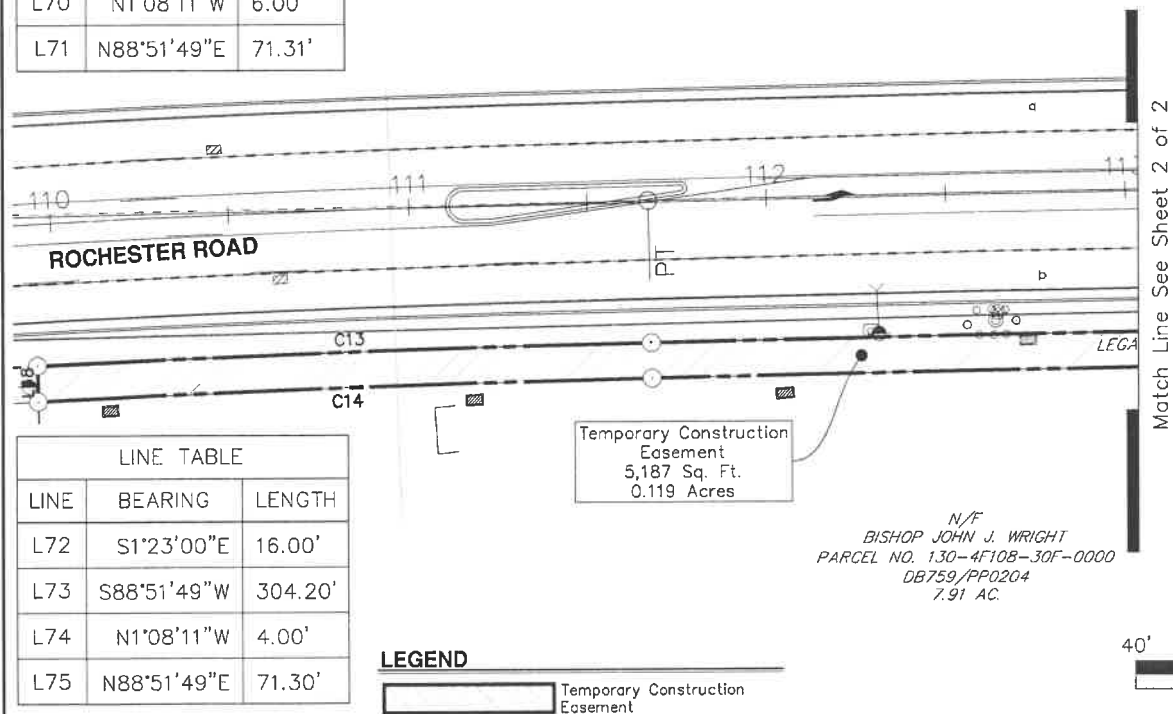 L70 N1°08'11"W 6.00'
L71 N88°51'49"E 71.31'
110
111
112
ROCHESTER ROAD
PT
C13
C14
Match Line See Sheet 2 of 2
Temporary Construction
Easement
5,187 Sq. Ft.
0.119 Acres
LINE TABLE
LINE BEARING LENGTH
L72 S1°23'00"E 16.00'
L73 S88°51'49"W 304.20'
L74 N1°08'11"W 4.00'
L75 N88°51'49"E 71.30'
N/F
BISHOP JOHN J. WRIGHT
PARCEL NO. 130-4F108-30F-0000
DB759/PP0204
7.91 AC.
40'
LEGEND
Temporary Construction
Easement